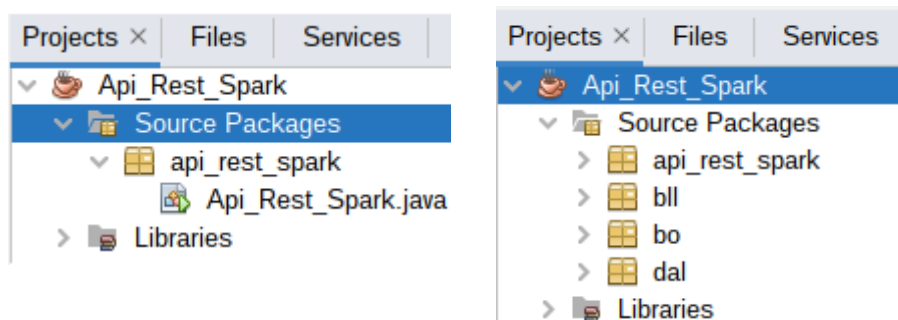 Projects × Files Services
Api_Rest_Spark
Source Packages
api_rest_spark
Api_Rest_Spark.java
Libraries
Projects × Files Services
Api_Rest_Spark
Source Packages
api_rest_spark
bll
bo
dal
Libraries